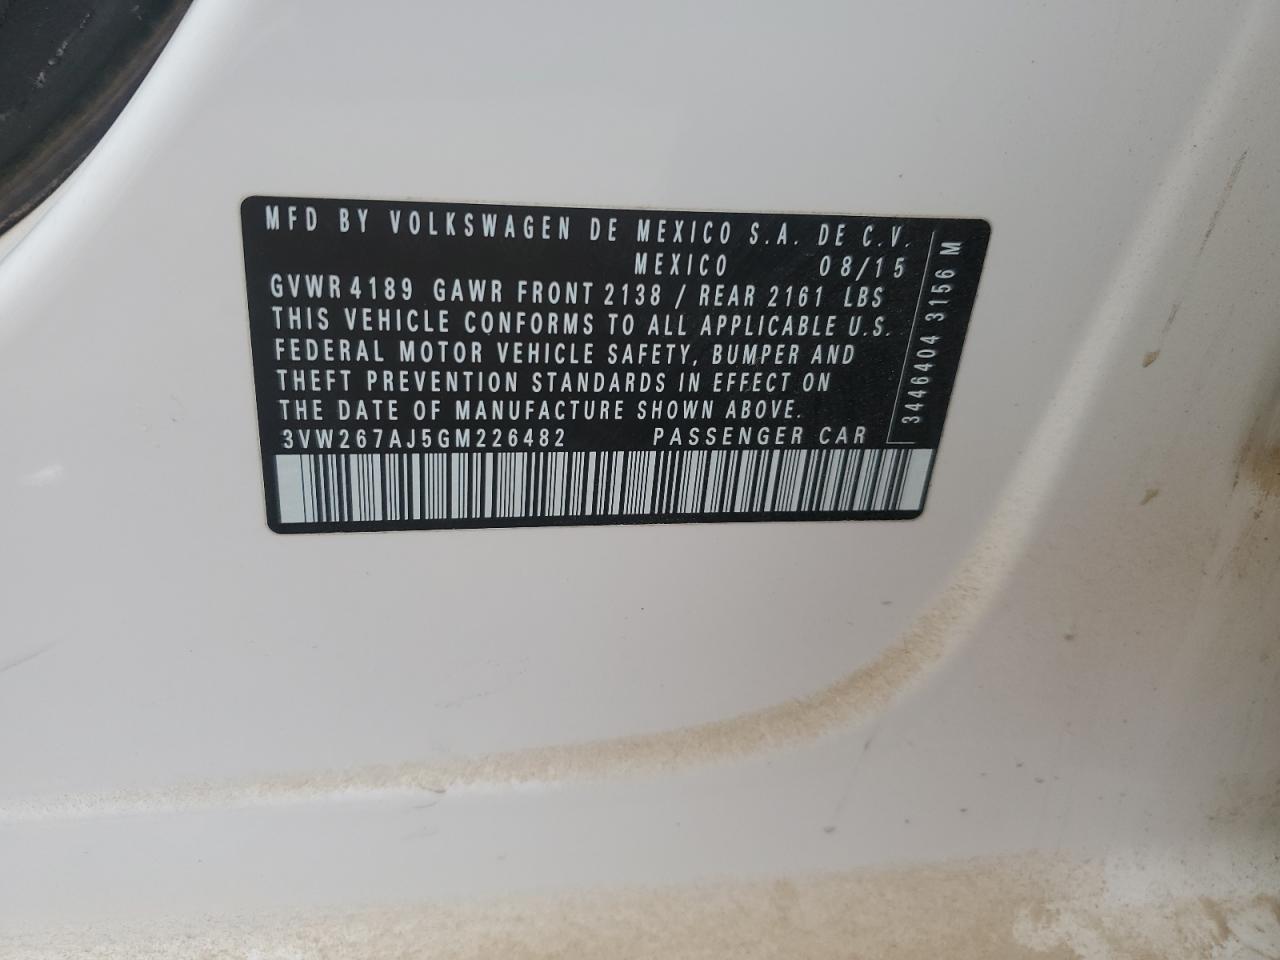 MFD BY VOLKSWAGEN DE MEXICO S.A. DE C.V.
MEXICO 08/15
GVWR 4189 GAWR FRONT 2138 / REAR 2161 LBS
THIS VEHICLE CONFORMS TO ALL APPLICABLE U.S.
FEDERAL MOTOR VEHICLE SAFETY, BUMPER AND
THEFT PREVENTION STANDARDS IN EFFECT ON
THE DATE OF MANUFACTURE SHOWN ABOVE.
3VW267AJ5GM226482 PASSENGER CAR
3446404 3156 M